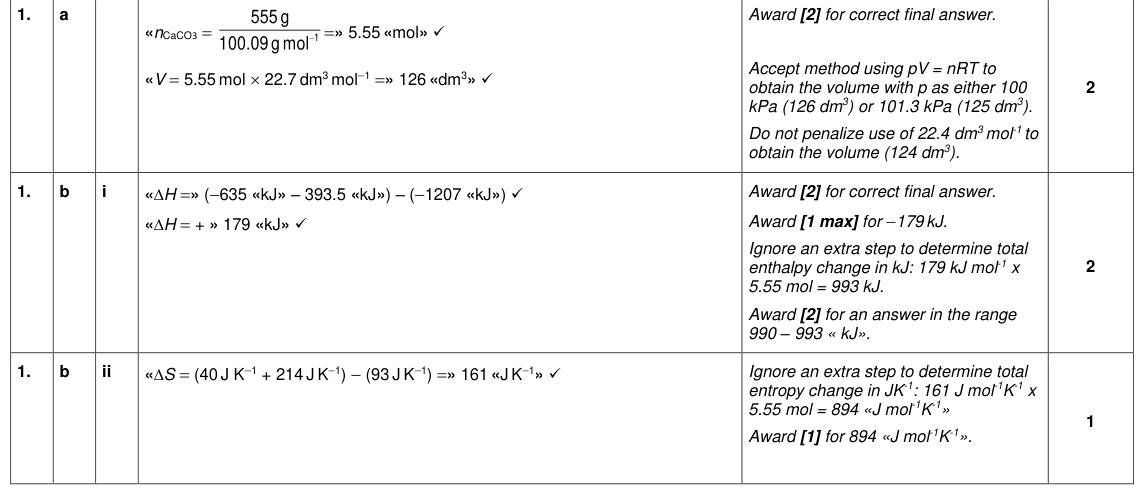 1. a «nCaCO3 = 555 g / 100.09 g mol⁻¹ =» 5.55 «mol» ✓
Award [2] for correct final answer.
«V = 5.55 mol × 22.7 dm³ mol⁻¹ =» 126 «dm³» ✓
Accept method using pV = nRT to
obtain the volume with p as either 100
kPa (126 dm³) or 101.3 kPa (125 dm³).
Do not penalize use of 22.4 dm³ mol⁻¹ to
obtain the volume (124 dm³).
2
1. b i «ΔH =» (−635 «kJ» − 393.5 «kJ») − (−1207 «kJ») ✓
«ΔH = + » 179 «kJ» ✓
Award [2] for correct final answer.
Award [1 max] for −179 kJ.
Ignore an extra step to determine total
enthalpy change in kJ: 179 kJ mol⁻¹ x
5.55 mol = 993 kJ.
Award [2] for an answer in the range
990 – 993 « kJ».
2
1. b ii «ΔS = (40 J K⁻¹ + 214 J K⁻¹) − (93 J K⁻¹) =» 161 «J K⁻¹» ✓
Ignore an extra step to determine total
entropy change in JK⁻¹: 161 J mol⁻¹K⁻¹ x
5.55 mol = 894 «J mol⁻¹K⁻¹»
Award [1] for 894 «J mol⁻¹K⁻¹».
1